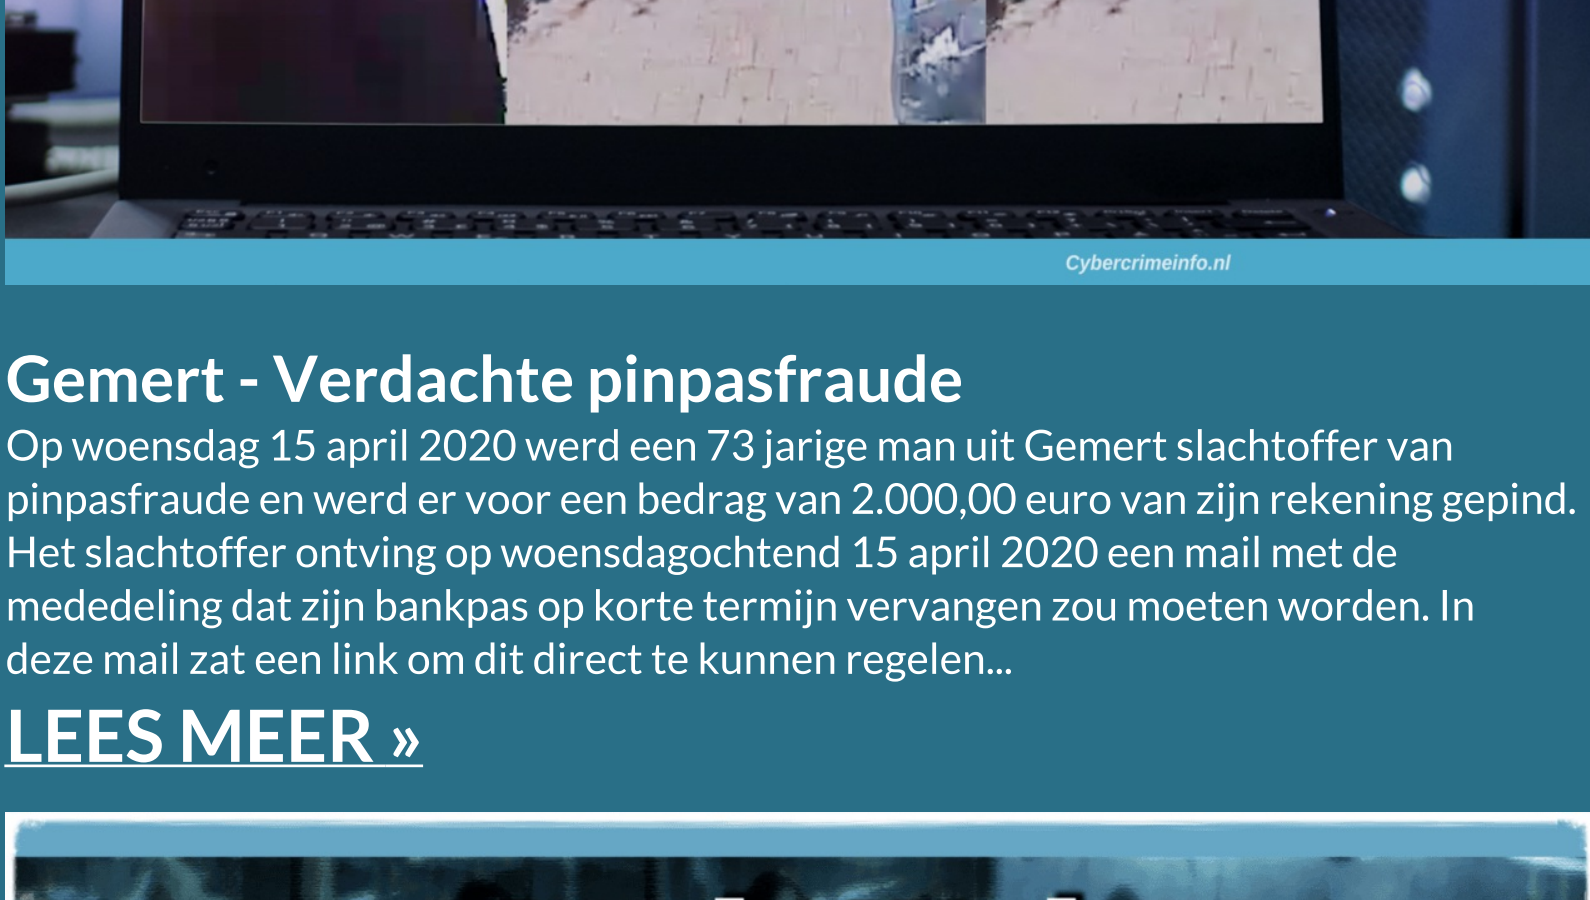 Cybercrimeinfo.nl
Gemert - Verdachte pinpasfraude
Op woensdag 15 april 2020 werd een 73 jarige man uit Gemert slachtoffer van
pinpasfraude en werd er voor een bedrag van 2.000,00 euro van zijn rekening gepind.
Het slachtoffer ontving op woensdagochtend 15 april 2020 een mail met de
mededeling dat zijn bankpas op korte termijn vervangen zou moeten worden. In
deze mail zat een link om dit direct te kunnen regelen...
LEES MEER »